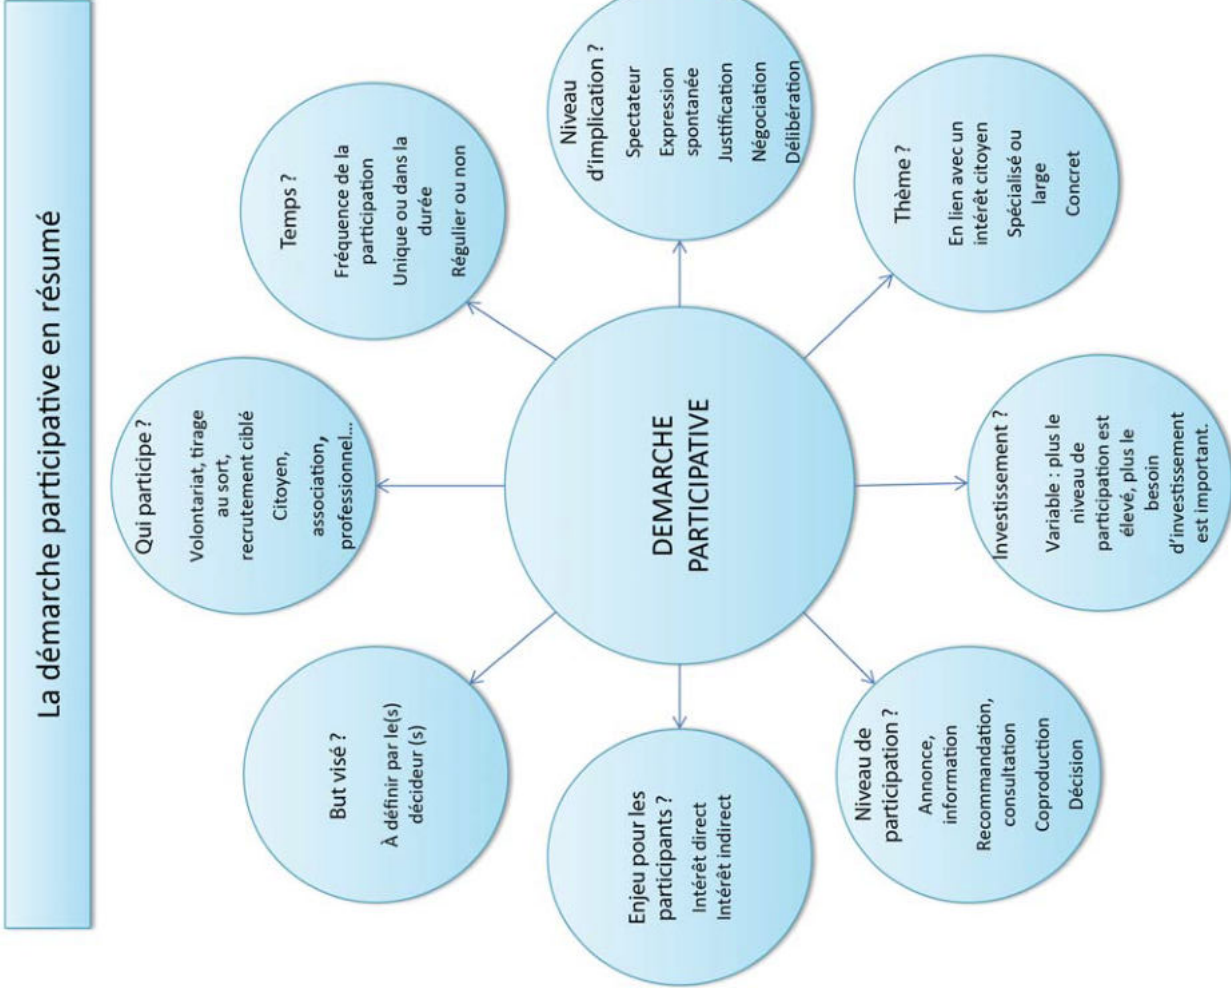 La démarche participative en résumé
Qui participe ?
Volontariat, tirage
au sort,
recrutement ciblé
Citoyen,
association,
professionnel...
Temps ?
Fréquence de la
participation
Unique ou dans la
durée
Régulier ou non
Niveau
d'implication ?
Spectateur
Expression
spontanée
Justification
Négociation
Délibération
Thème ?
En lien avec un
intérêt citoyen
Spécialisé ou
large
Concret
Investissement ?
Variable : plus le
niveau de
participation est
élevé, plus le
besoin
d'investissement
est important.
Niveau de
participation ?
Annonce,
information
Recommandation,
consultation
Coproduction
Décision
Enjeu pour les
participants ?
Intérêt direct
Intérêt indirect
But visé ?
À définir par le(s)
décideur (s)
DEMARCHE
PARTICIPATIVE